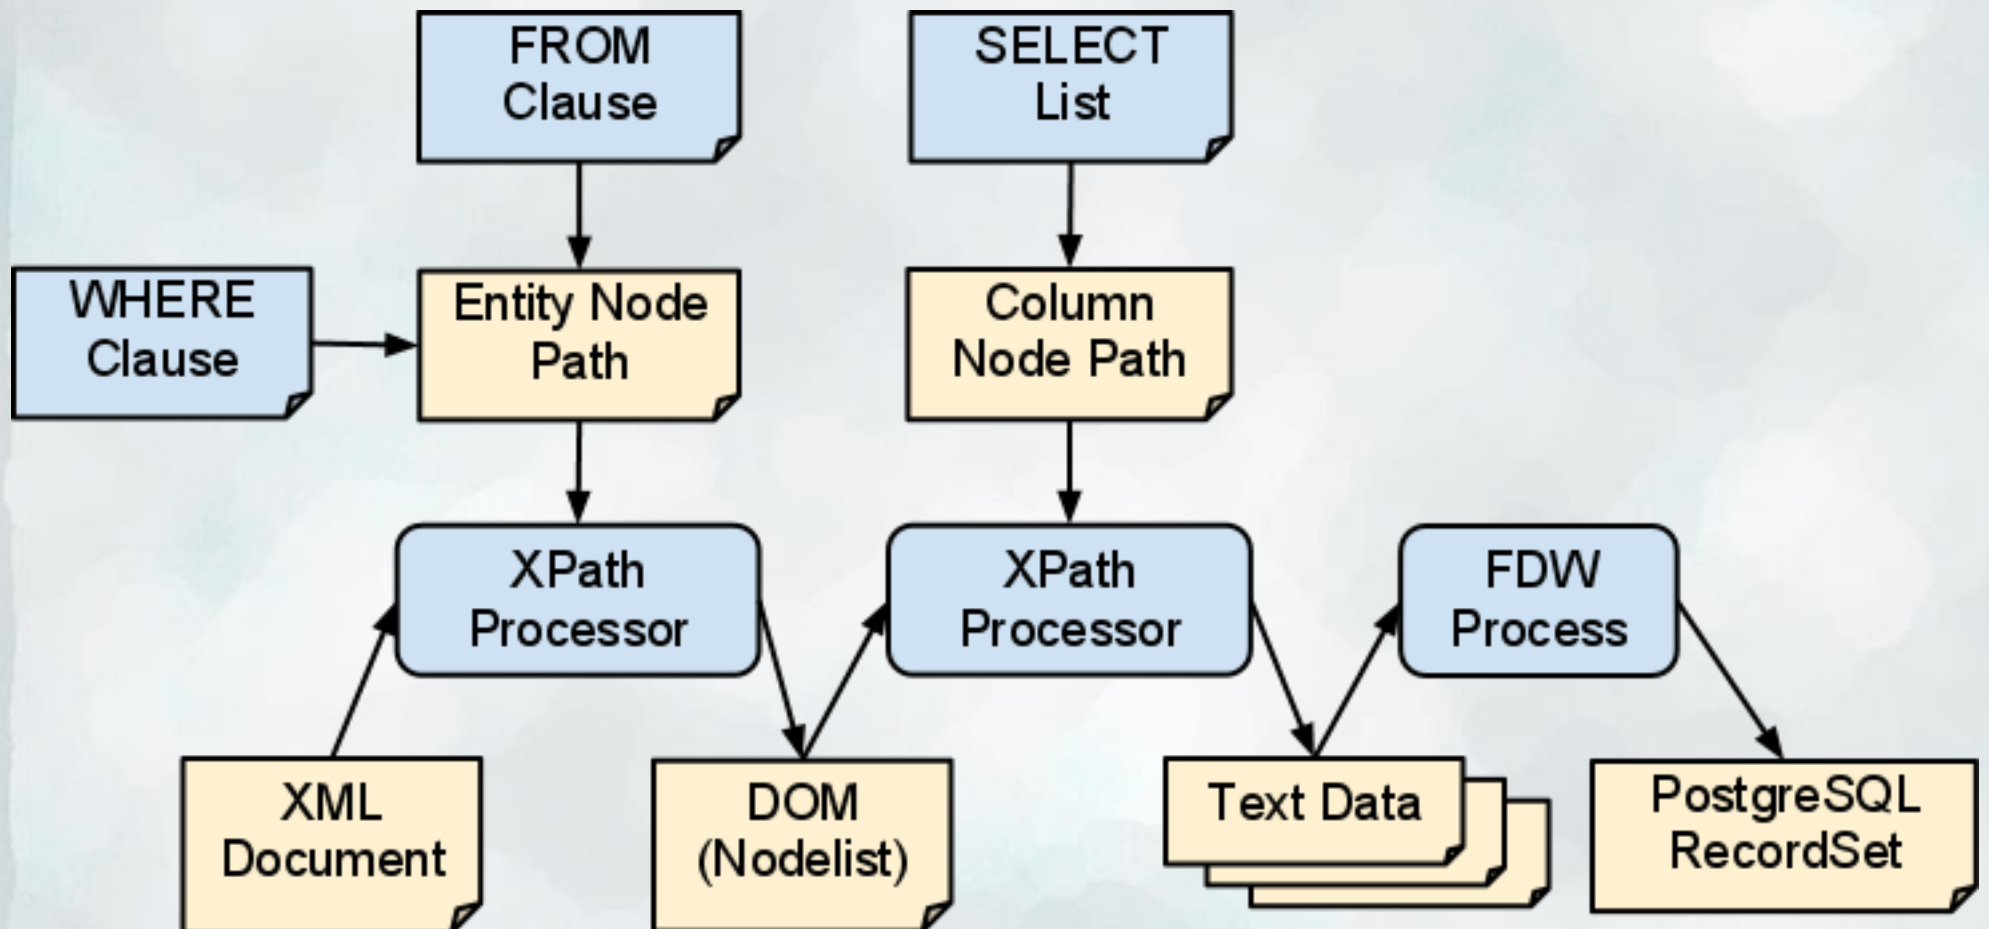 FROM
Clause
SELECT
List
WHERE
Clause
Entity Node
Path
Column
Node Path
XPath
Processor
XPath
Processor
FDW
Process
XML
Document
DOM
(Nodelist)
Text Data
PostgreSQL
RecordSet